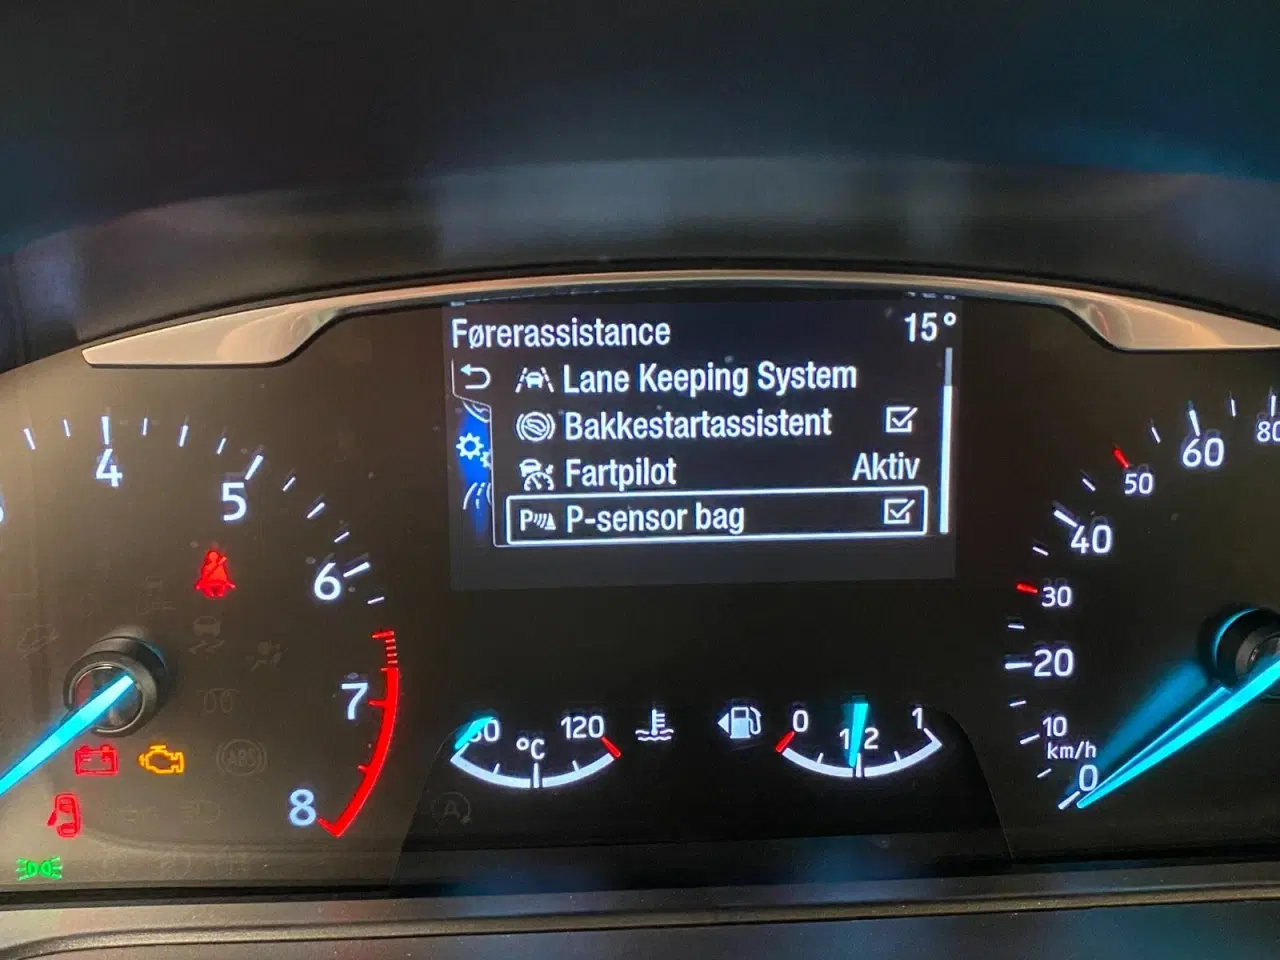 Førerassistance 15°
Lane Keeping System
Bakkestartassistent
Fartpilot Aktiv
P P-sensor bag
4
5
6
7
8
ABS
A
120
°C
0 1/2 1
80
60
50
40
30
20
10
km/h
0